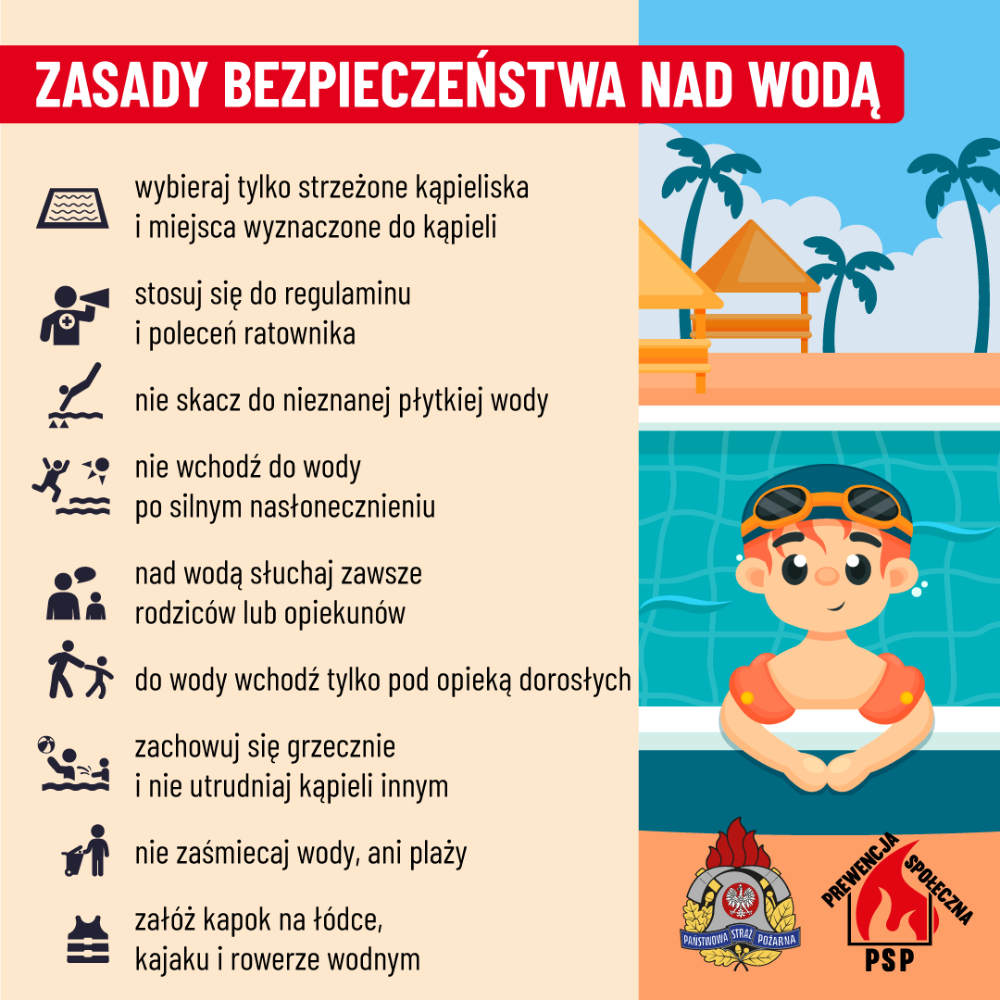 ZASADY BEZPIECZEŃSTWA NAD WODĄ
wybieraj tylko strzeżone kąpieliska
i miejsca wyznaczone do kąpieli
stosuj się do regulaminu
i poleceń ratownika
nie skacz do nieznanej płytkiej wody
nie wchodź do wody
po silnym nasłonecznieniu
nad wodą słuchaj zawsze
rodziców lub opiekunów
do wody wchodź tylko pod opieką dorosłych
zachowuj się grzecznie
i nie utrudniaj kąpieli innym
nie zaśmiecaj wody, ani plaży
załóż kapok na łódce,
kajaku i rowerze wodnym
PAŃSTWOWA STRAŻ POŻARNA
PREWENCJA SPOŁECZNA
PSP